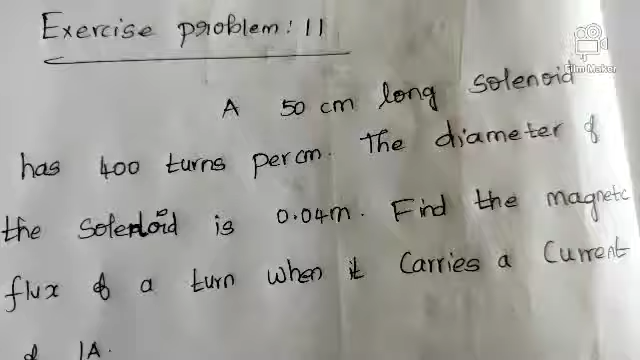 Exercise problem: 11
Film Maker
A 50 cm long solenoid
has 400 turns per cm. The diameter of
the solenoid is 0.04m. Find the magnetic
flux of a turn when it carries a current
of 1A.